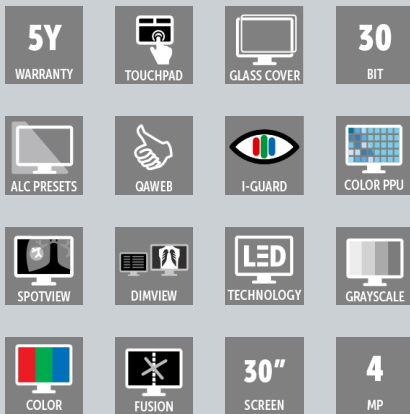 5Y
WARRANTY
TOUCHPAD
GLASS COVER
30
BIT
ALC PRESETS
QAWEB
I-GUARD
COLOR PPU
SPOTVIEW
DIMVIEW
LED
TECHNOLOGY
GRAYSCALE
COLOR
FUSION
30"
SCREEN
4
MP